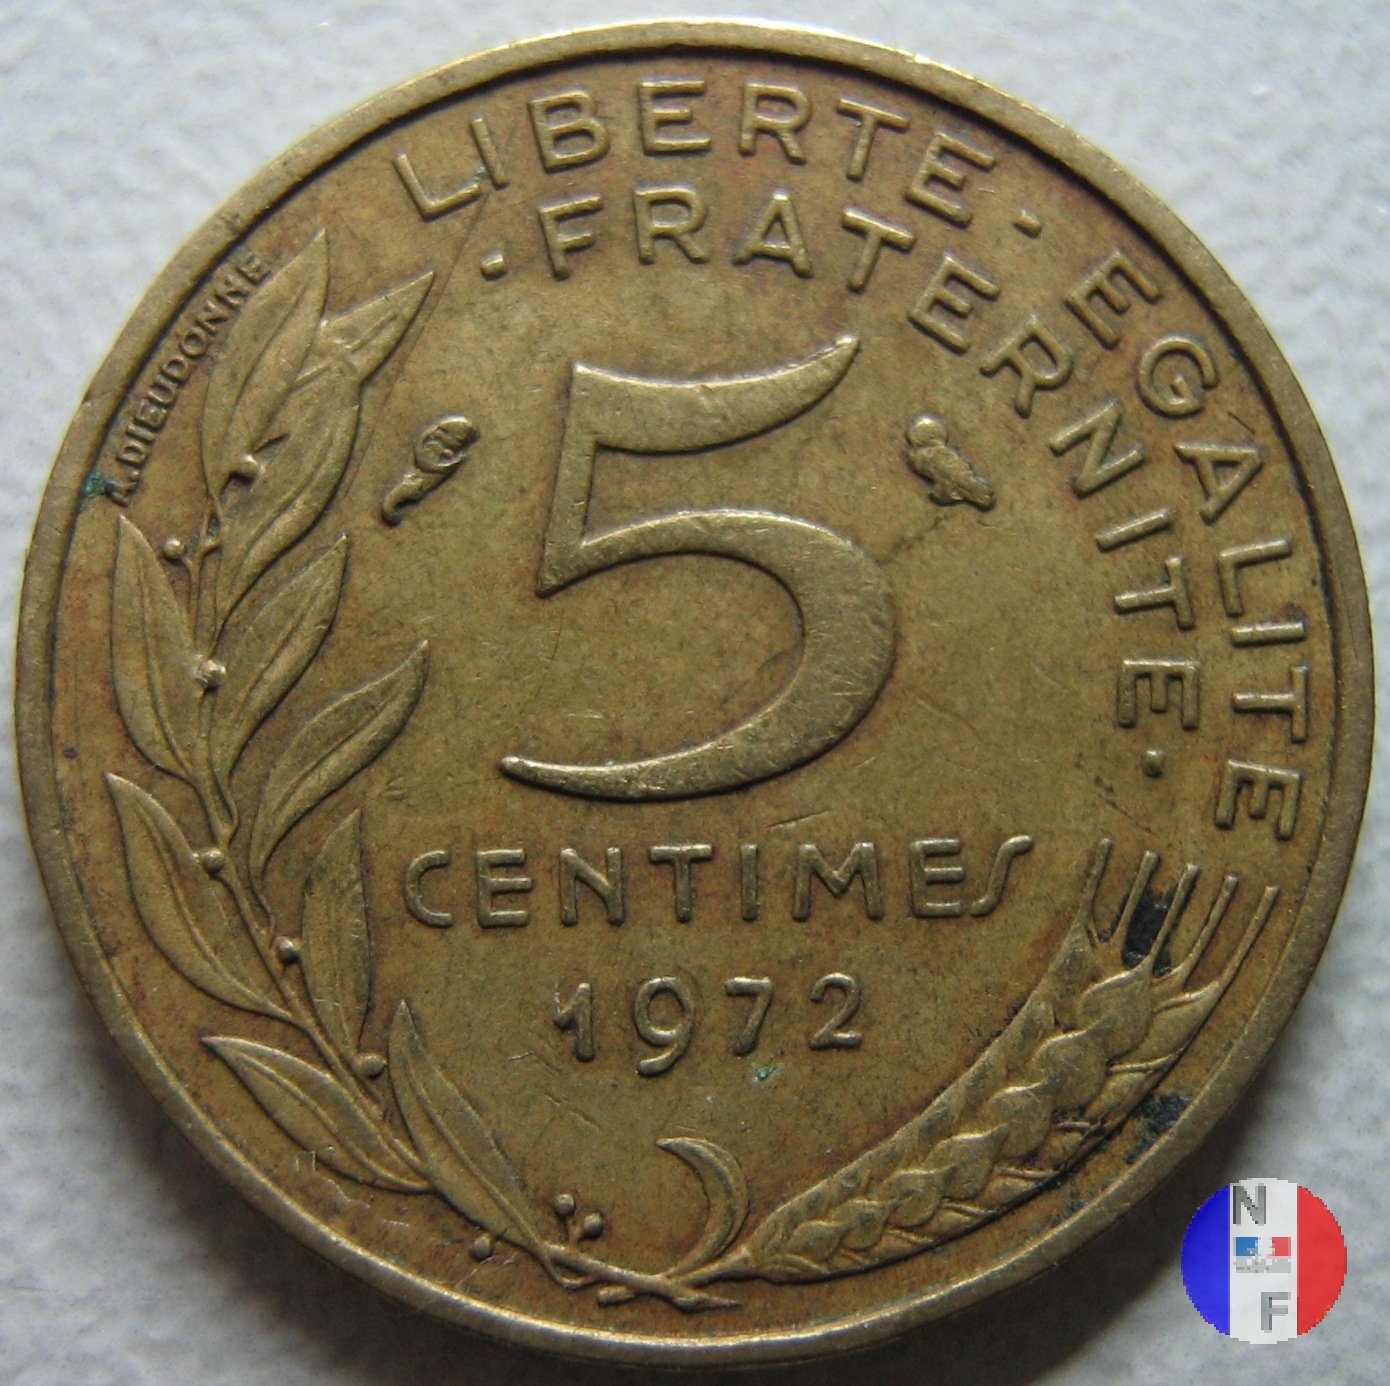 LIBERTE · EGALITE
· FRATERNITE ·
A.DIEUDONNE
5
CENTIMES
1972
N
F